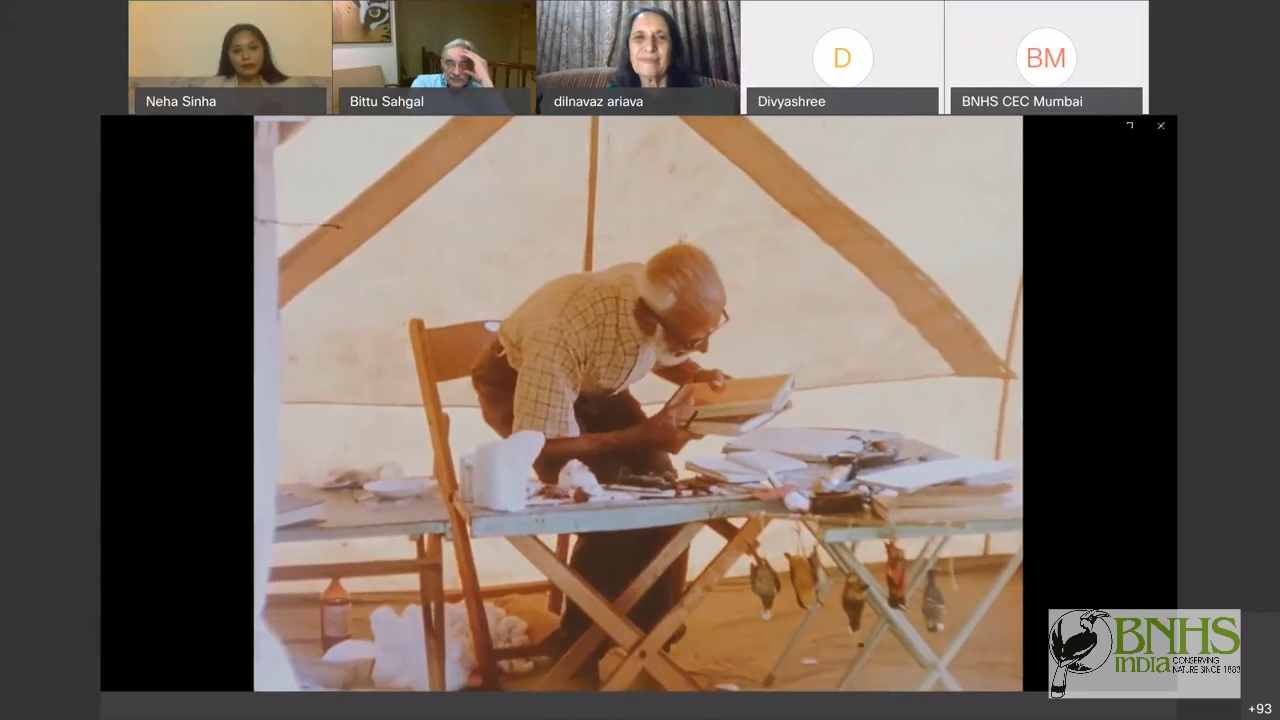 Neha Sinha
Bittu Sahgal
dilnavaz ariava
D
Divyashree
BM
BNHS CEC Mumbai
BNHS
INDIA
CONSERVING
NATURE SINCE 1883
+93